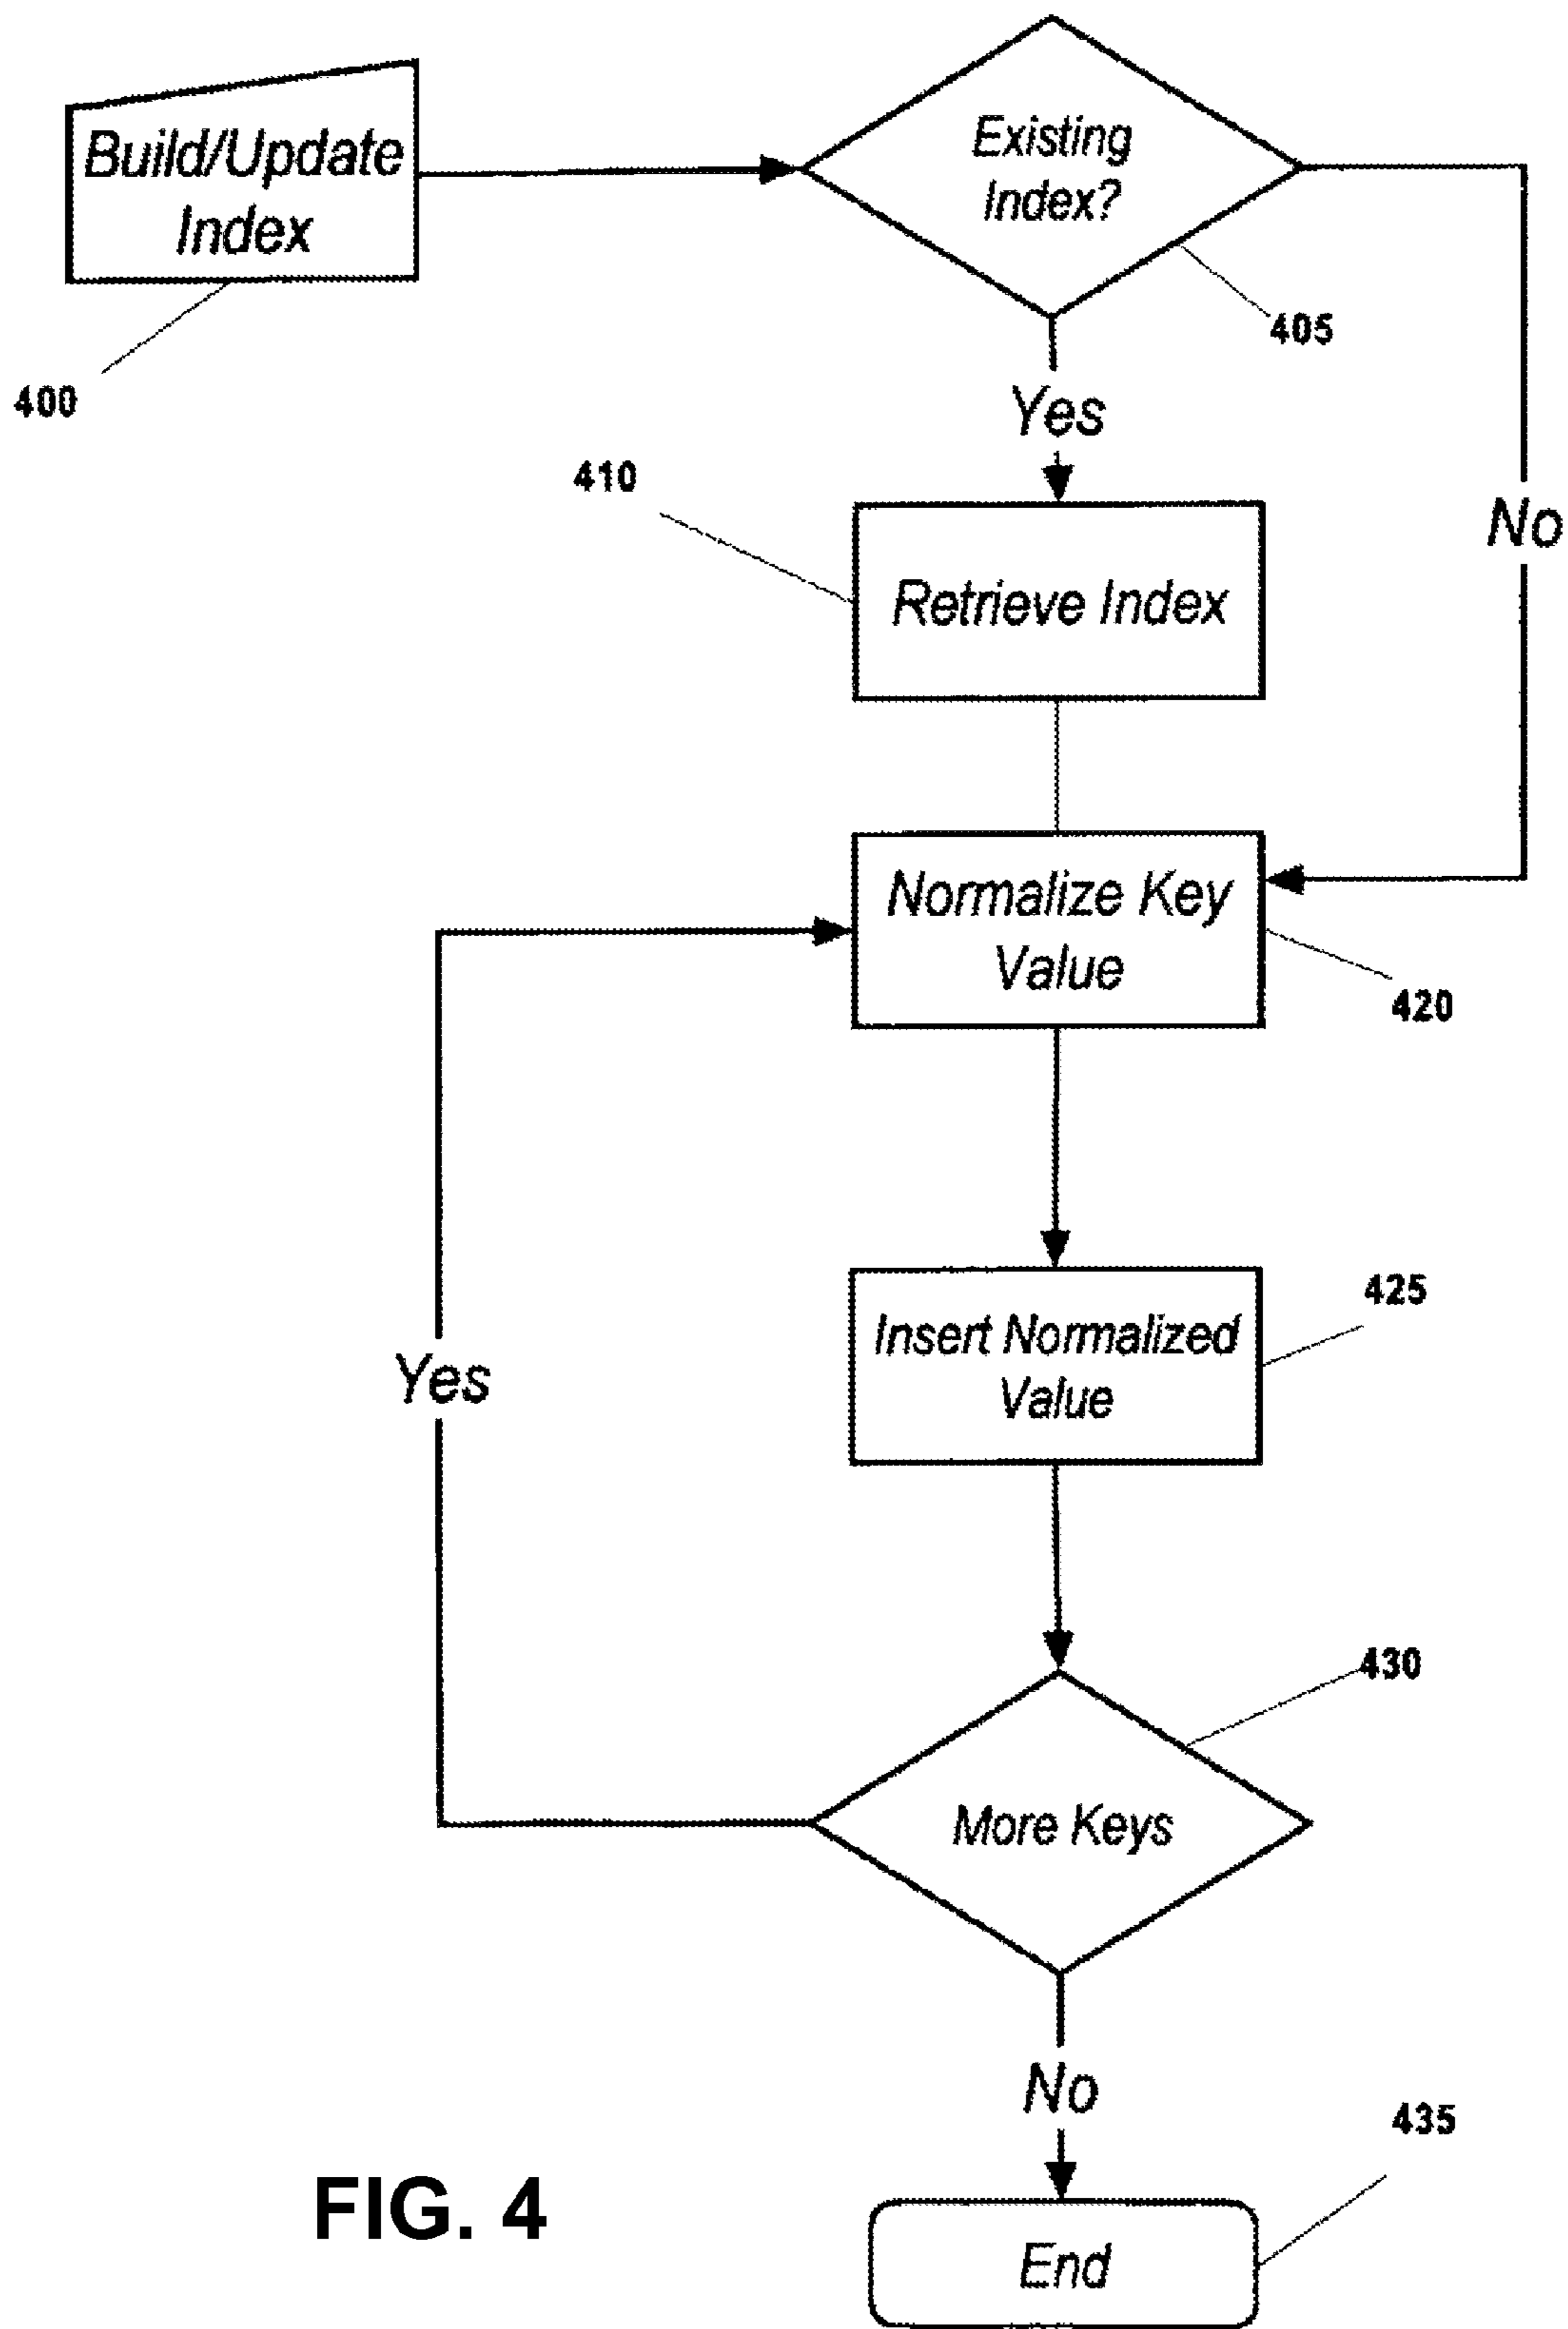 Build/Update
Index
400
Existing
Index?
405
Yes
No
410
Retrieve Index
Normalize Key
Value
420
Insert Normalized
Value
425
Yes
430
More Keys
No
435
End
FIG. 4